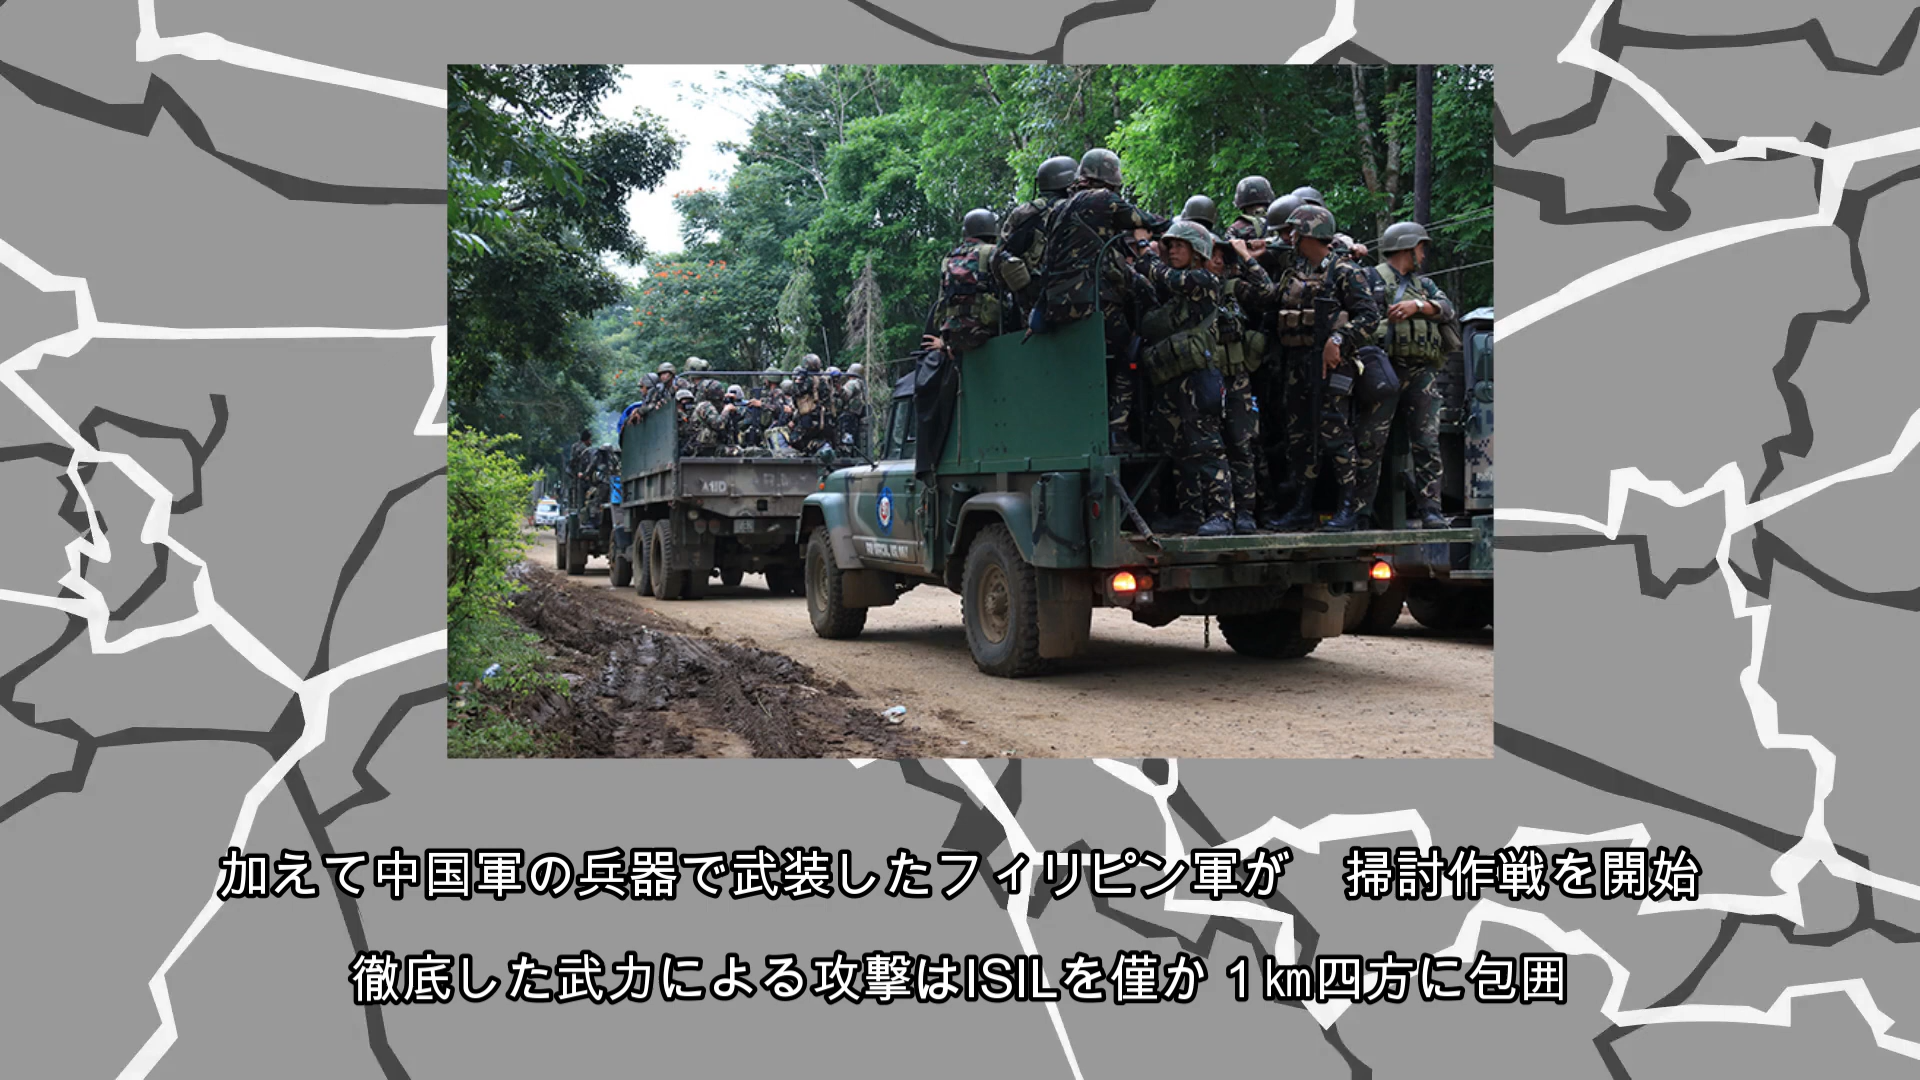 加えて中国軍の兵器で武装したフィリピン軍が　掃討作戦を開始
徹底した武力による攻撃はISILを僅か１㎞四方に包囲